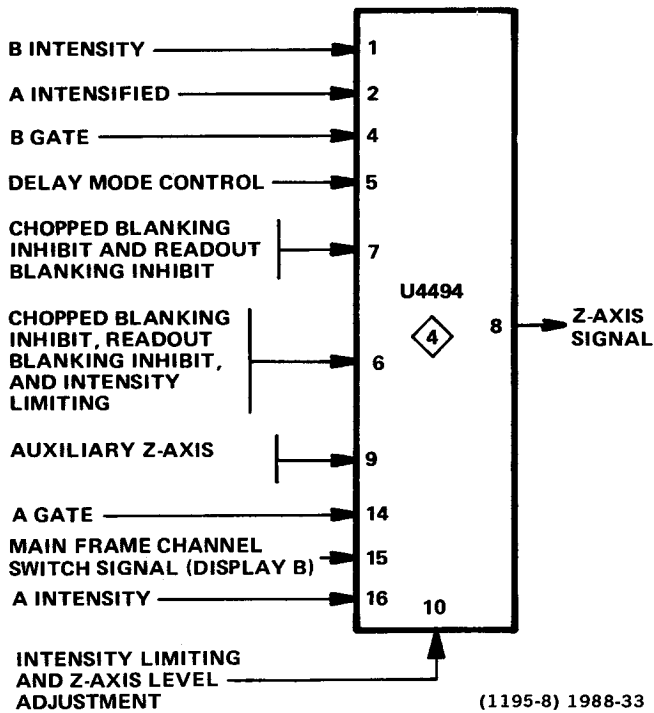 B INTENSITY
1
A INTENSIFIED
2
B GATE
4
DELAY MODE CONTROL
5
CHOPPED BLANKING
INHIBIT AND READOUT
BLANKING INHIBIT
7
U4494
4
CHOPPED BLANKING
INHIBIT, READOUT
BLANKING INHIBIT,
AND INTENSITY
LIMITING
6
8
Z-AXIS
SIGNAL
AUXILIARY Z-AXIS
9
A GATE
14
MAIN FRAME CHANNEL
SWITCH SIGNAL (DISPLAY B)
15
A INTENSITY
16
10
INTENSITY LIMITING
AND Z-AXIS LEVEL
ADJUSTMENT
(1195-8) 1988-33